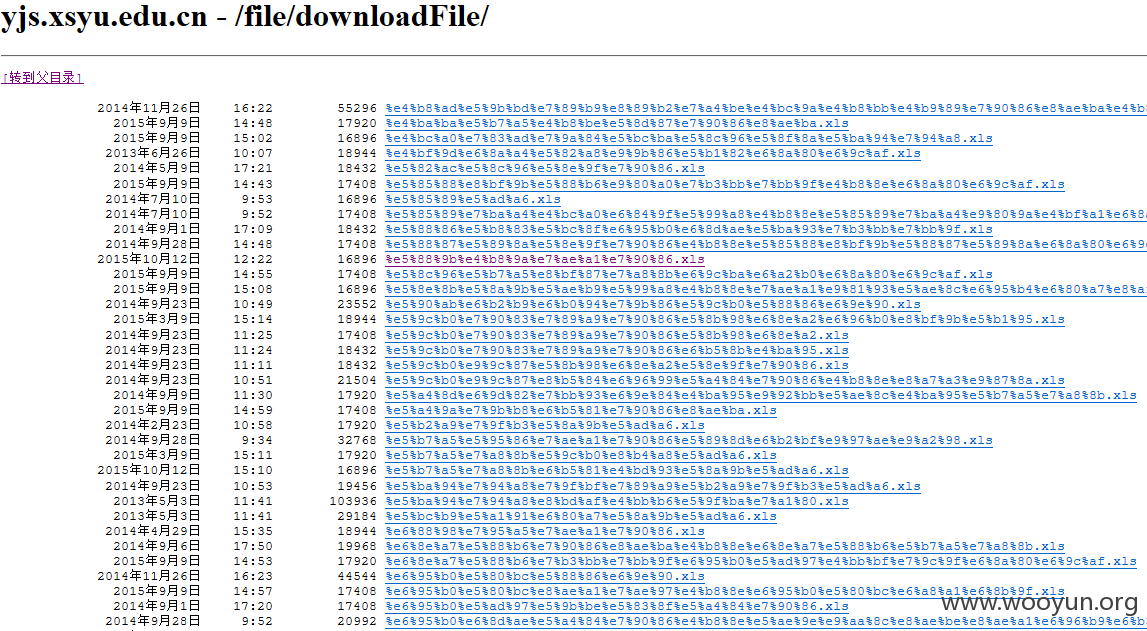 yjs.xsyu.edu.cn - /file/downloadFile/
[转到父目录]
2014年11月26日 16:22 55296 %e4%b8%ad%e5%9b%bd%e7%89%b9%e8%89%b2%e7%a4%be%e4%bc%9a%e4%b8%bb%e4%b9%89%e7%90%86%e8%ae%ba%e4%b8
2015年9月9日 14:48 17920 %e4%ba%ba%e5%b7%a5%e4%b8%be%e5%8d%87%e7%90%86%e8%ae%ba.xls
2015年9月9日 15:02 16896 %e4%bc%a0%e7%83%ad%e7%9a%84%e5%bc%ba%e5%8c%96%e5%8f%8a%e5%ba%94%e7%94%a8.xls
2013年6月26日 10:07 18944 %e4%bf%9d%e6%8a%a4%e5%82%a8%e9%9b%86%e5%b1%82%e6%8a%80%e6%9c%af.xls
2014年5月9日 17:21 18432 %e5%82%ac%e5%8c%96%e5%8e%9f%e7%90%86.xls
2015年9月9日 14:43 17408 %e5%85%88%e8%bf%9b%e5%88%b6%e9%80%a0%e7%b3%bb%e7%bb%9f%e4%b8%8e%e6%8a%80%e6%9c%af.xls
2014年7月10日 9:53 16896 %e5%85%89%e5%ad%a6.xls
2014年7月10日 9:52 17408 %e5%85%89%e7%ba%a4%e4%bc%a0%e6%84%9f%e5%99%a8%e4%b8%8e%e5%85%89%e7%ba%a4%e9%80%9a%e4%bf%a1%e6%8a
2014年9月1日 17:09 18432 %e5%88%86%e5%b8%83%e5%bc%8f%e6%95%b0%e6%8d%ae%e5%ba%93%e7%b3%bb%e7%bb%9f.xls
2014年9月28日 14:48 17408 %e5%88%87%e5%89%8a%e5%8e%9f%e7%90%86%e4%b8%8e%e5%85%88%e8%bf%9b%e5%88%87%e5%89%8a%e6%8a%80%e6%9c
2015年10月12日 12:22 16896 %e5%88%9b%e4%b8%9a%e7%ae%a1%e7%90%86.xls
2015年9月9日 14:55 17408 %e5%8c%96%e5%b7%a5%e8%bf%87%e7%a8%8b%e6%9c%ba%e6%a2%b0%e6%8a%80%e6%9c%af.xls
2015年9月9日 15:08 16896 %e5%8e%8b%e5%8a%9b%e5%ae%b9%e5%99%a8%e4%b8%8e%e7%ae%a1%e9%81%93%e5%ae%8c%e6%95%b4%e6%80%a7%e8%a
2014年9月23日 10:49 23552 %e5%90%ab%e6%b2%b9%e6%b0%94%e7%9b%86%e5%9c%b0%e5%88%86%e6%9e%90.xls
2015年3月9日 15:14 18944 %e5%9c%b0%e7%90%83%e7%89%a9%e7%90%86%e5%8b%98%e6%8e%a2%e6%96%b0%e8%bf%9b%e5%b1%95.xls
2014年9月23日 11:25 17408 %e5%9c%b0%e7%90%83%e7%89%a9%e7%90%86%e5%8b%98%e6%8e%a2.xls
2014年9月23日 11:24 18432 %e5%9c%b0%e7%90%83%e7%89%a9%e7%90%86%e6%b5%8b%e4%ba%95.xls
2014年9月23日 11:11 18432 %e5%9c%b0%e9%9c%87%e5%8b%98%e6%8e%a2%e5%8e%9f%e7%90%86.xls
2014年9月23日 10:51 21504 %e5%9c%b0%e9%9c%87%e8%b5%84%e6%96%99%e5%a4%84%e7%90%86%e4%b8%8e%e8%a7%a3%e9%87%8a.xls
2014年9月9日 11:30 17920 %e5%a4%8d%e6%9d%82%e7%bb%93%e6%9e%84%e4%ba%95%e9%92%bb%e5%ae%8c%e4%ba%95%e5%b7%a5%e7%a8%8b.xls
2015年9月9日 14:59 17408 %e5%a4%9a%e7%9b%b8%e6%b5%81%e7%90%86%e8%ae%ba.xls
2014年2月23日 10:58 17920 %e5%b2%a9%e7%9f%b3%e5%8a%9b%e5%ad%a6.xls
2014年9月28日 9:34 32768 %e5%b7%a5%e5%95%86%e7%ae%a1%e7%90%86%e5%89%8d%e6%b2%bf%e9%97%ae%e9%a2%98.xls
2015年3月9日 15:11 17920 %e5%b7%a5%e7%a8%8b%e5%9c%b0%e8%b4%a8%e5%ad%a6.xls
2015年10月12日 15:10 16896 %e5%b7%a5%e7%a8%8b%e6%b5%81%e4%bd%93%e5%8a%9b%e5%ad%a6.xls
2014年9月23日 10:53 19456 %e5%ba%94%e7%94%a8%e7%9f%bf%e7%89%a9%e5%b2%a9%e7%9f%b3%e5%ad%a6.xls
2013年5月3日 11:41 103936 %e5%ba%94%e7%94%a8%e8%bd%af%e4%bb%b6%e5%9f%ba%e7%a1%80.xls
2013年5月3日 11:41 29184 %e5%bc%b9%e5%a1%91%e6%80%a7%e5%8a%9b%e5%ad%a6.xls
2014年4月29日 15:35 18944 %e6%88%98%e7%95%a5%e7%ae%a1%e7%90%86.xls
2014年9月6日 17:50 19968 %e6%8e%a7%e5%88%b6%e7%90%86%e8%ae%ba%e4%b8%8e%e6%8e%a7%e5%88%b6%e5%b7%a5%e7%a8%8b.xls
2015年9月9日 14:53 17920 %e6%8e%a7%e5%88%b6%e7%b3%bb%e7%bb%9f%e6%95%b0%e5%ad%97%e4%bb%bf%e7%9c%9f%e6%8a%80%e6%9c%af.xls
2014年11月26日 16:23 44544 %e6%95%b0%e5%80%bc%e5%88%86%e6%9e%90.xls
2015年9月9日 14:57 17408 %e6%95%b0%e5%80%bc%e8%ae%a1%e7%ae%97%e4%b8%8e%e6%95%b0%e5%80%bc%e6%a8%a1%e6%8b%9f.xls
2014年9月1日 17:20 17408 %e6%95%b0%e5%ad%97%e5%9b%be%e5%83%8f%e5%a4%84%e7%90%86.xls
2014年9月28日 9:52 20992 %e6%95%b0%e6%8d%ae%e5%a4%84%e7%90%86%e4%b8%8e%e5%ae%9e%e9%aa%8c%e8%ae%be%e8%ae%a1%e6%96%b9%e6%b
www.wooyun.org